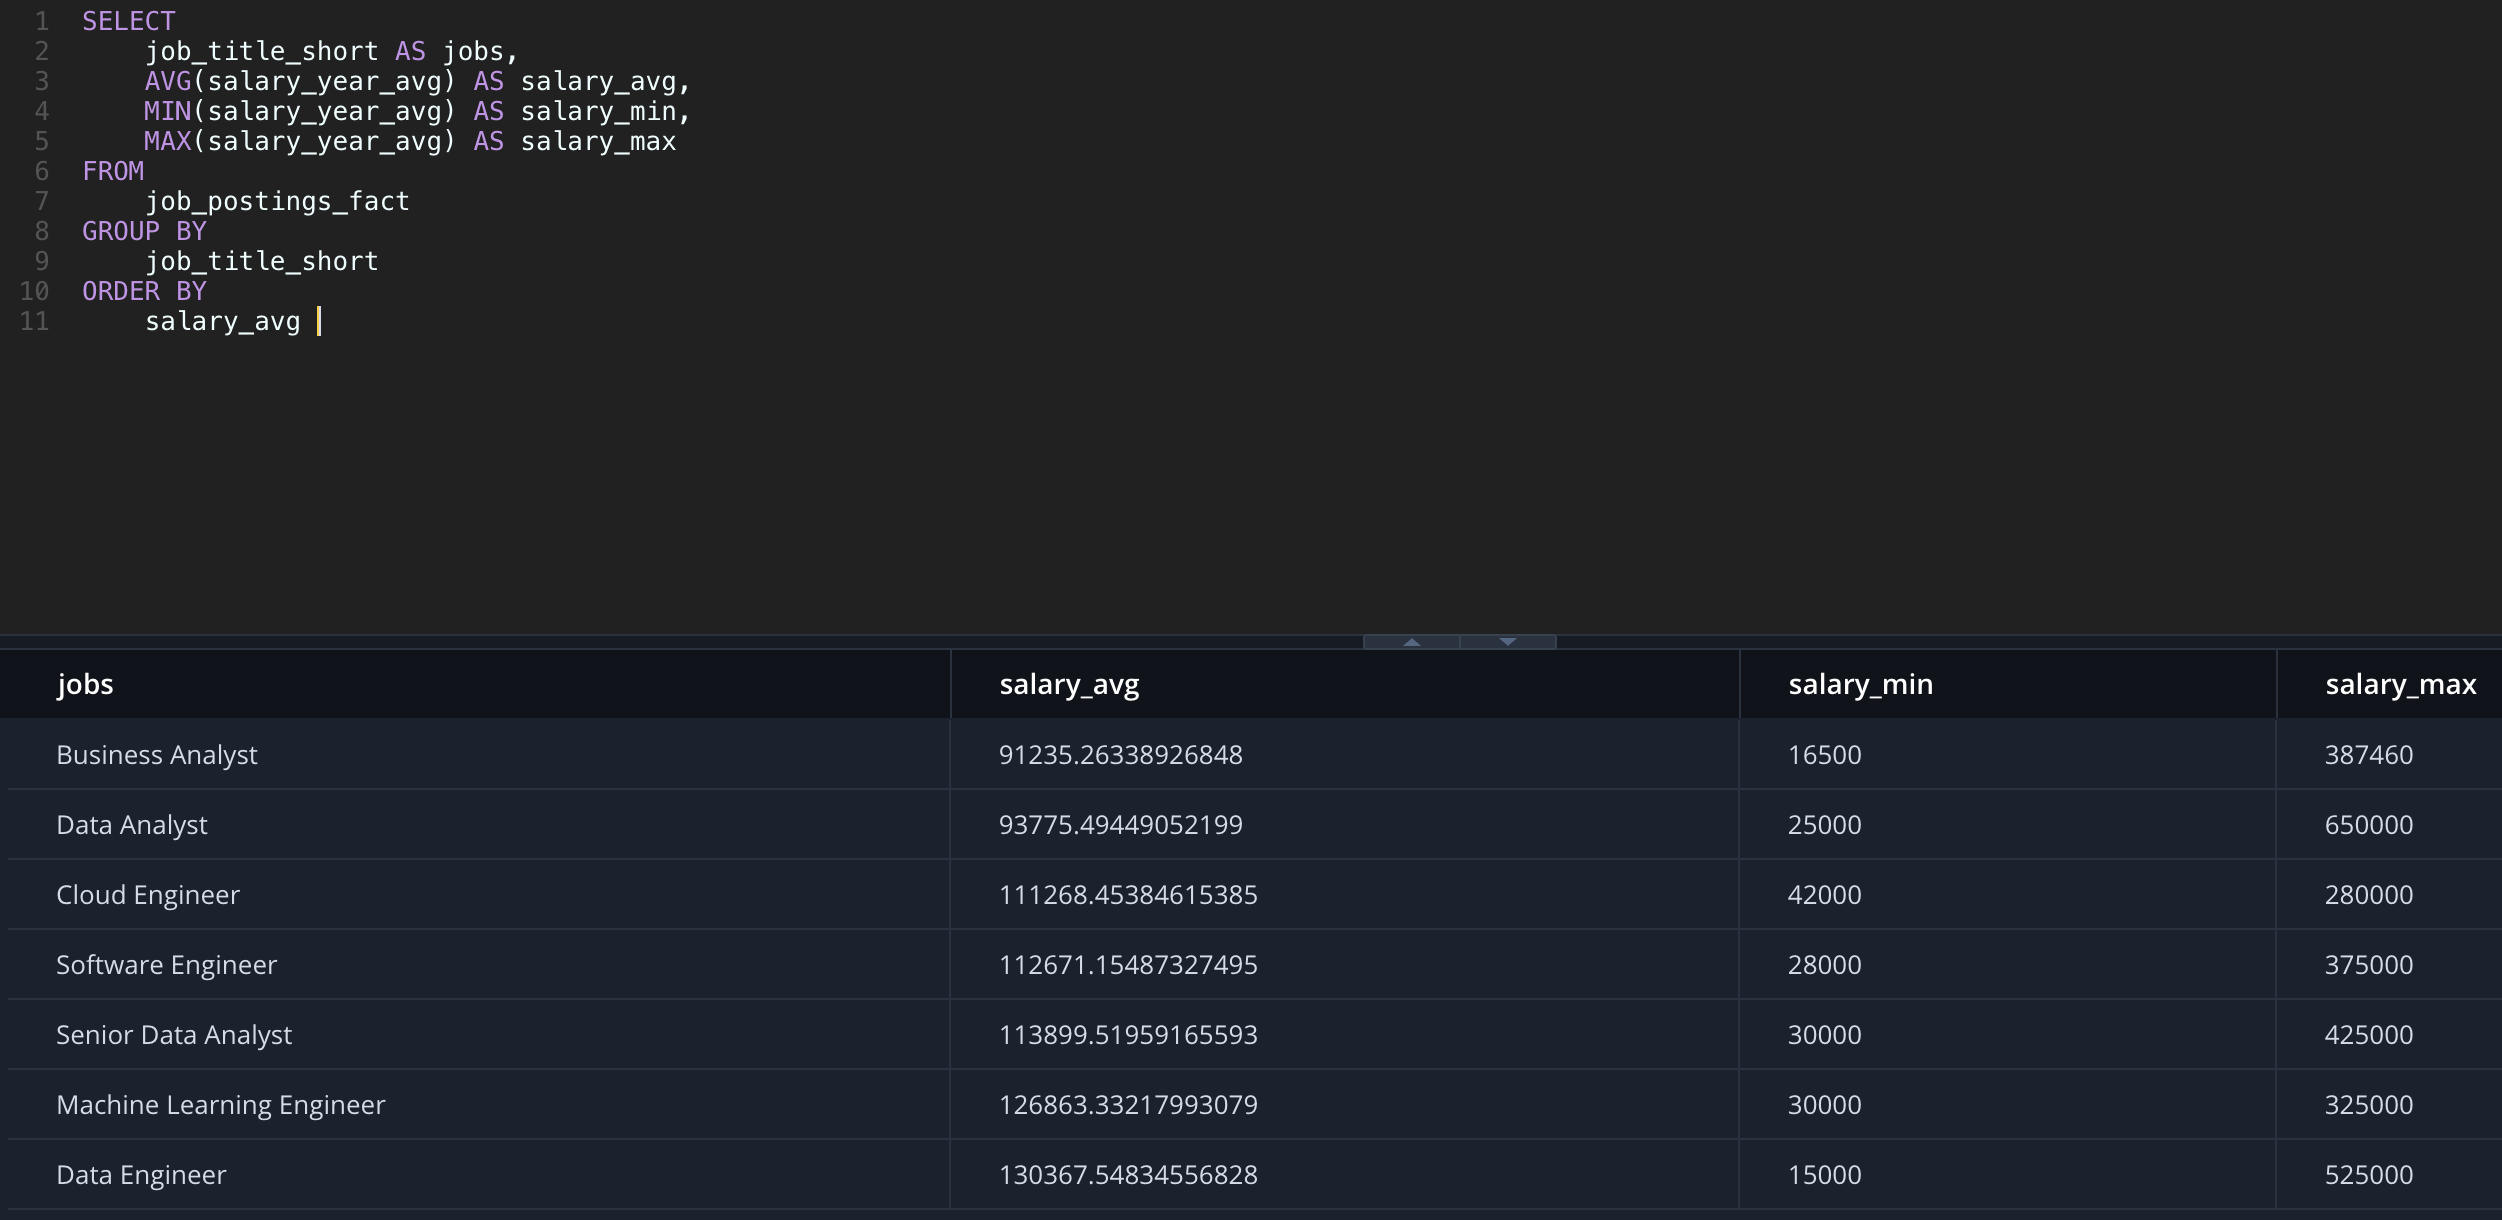 1 SELECT
2 job_title_short AS jobs,
3 AVG(salary_year_avg) AS salary_avg,
4 MIN(salary_year_avg) AS salary_min,
5 MAX(salary_year_avg) AS salary_max
6 FROM
7 job_postings_fact
8 GROUP BY
9 job_title_short
10 ORDER BY
11 salary_avg
jobs salary_avg salary_min salary_max
Business Analyst 91235.26338926848 16500 387460
Data Analyst 93775.49449052199 25000 650000
Cloud Engineer 111268.45384615385 42000 280000
Software Engineer 112671.15487327495 28000 375000
Senior Data Analyst 113899.51959165593 30000 425000
Machine Learning Engineer 126863.33217993079 30000 325000
Data Engineer 130367.54834556828 15000 525000